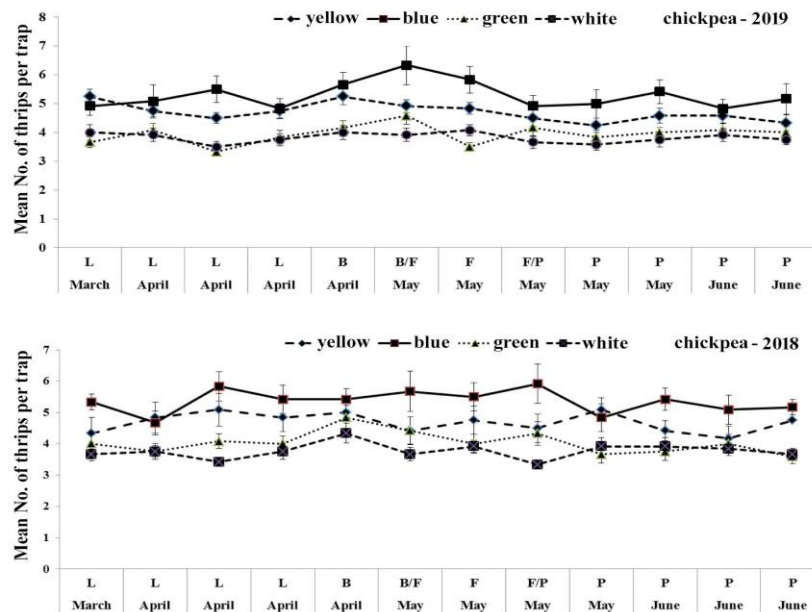 yellow blue green white chickpea - 2019
Mean No. of thrips per trap
8
7
6
5
4
3
2
1
0
L L L L B B/F F F/P P P P P
March April April April April May May May May May June June
yellow blue green white chickpea - 2018
Mean No. of thrips per trap
7
6
5
4
3
2
1
0
L L L L B B/F F F/P P P P P
March April April April April May May May May June June June